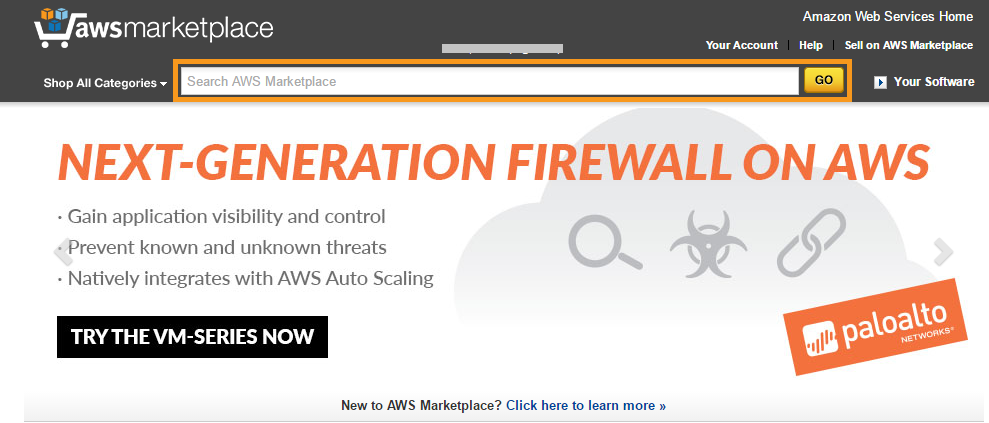 awsmarketplace
Amazon Web Services Home
Your Account
Help
Sell on AWS Marketplace
Shop All Categories
Search AWS Marketplace
GO
Your Software
NEXT-GENERATION FIREWALL ON AWS
· Gain application visibility and control
· Prevent known and unknown threats
· Natively integrates with AWS Auto Scaling
TRY THE VM-SERIES NOW
paloalto
NETWORKS®
New to AWS Marketplace? Click here to learn more »